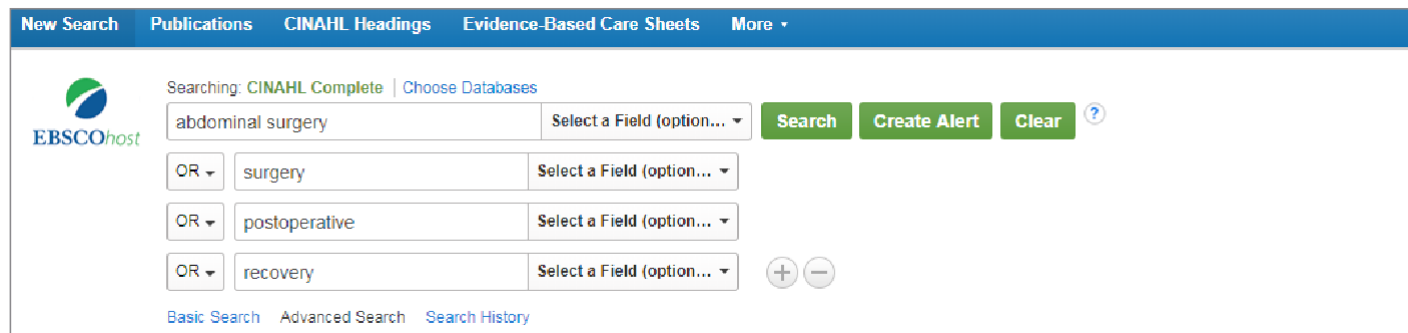 New Search Publications CINAHL Headings Evidence-Based Care Sheets More
Searching: CINAHL Complete | Choose Databases
EBSCOhost
abdominal surgery Select a Field (option... Search Create Alert Clear ?
OR surgery Select a Field (option...
OR postoperative Select a Field (option...
OR recovery Select a Field (option...
Basic Search Advanced Search Search History